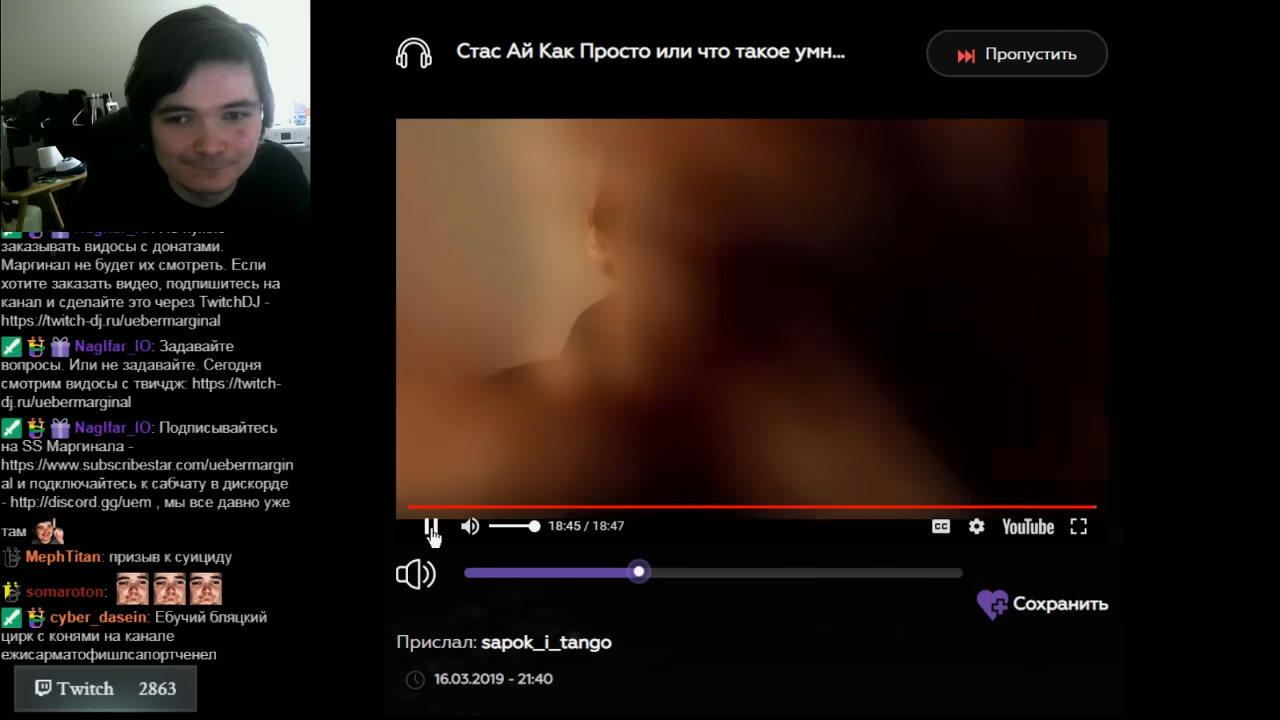 Стас Ай Как Просто или что такое умн...
Пропустить
заказывать видосы с донатами.
Маргинал не будет их смотреть. Если
хотите заказать видео, подпишитесь на
канал и сделайте это через TwitchDJ -
https://twitch-dj.ru/uebermarginal
Naglfar_IO: Задавайте
вопросы. Или не задавайте. Сегодня
смотрим видосы с твичдж: https://twitch-
dj.ru/uebermarginal
Naglfar_IO: Подписывайтесь
на SS Маргинала -
https://www.subscribestar.com/uebermargin
al и подключайтесь к сабчату в дискорде
- http://discord.gg/uem , мы все давно уже
там
MephTitan: призыв к суициду
somaroton:
cyber_dasein: Ебучий бляцкий
цирк с конями на канале
ежисарматофишлсапортченел
Twitch 2863
18:45 / 18:47
CC
YouTube
Сохранить
Прислал: sapok_i_tango
16.03.2019 - 21:40